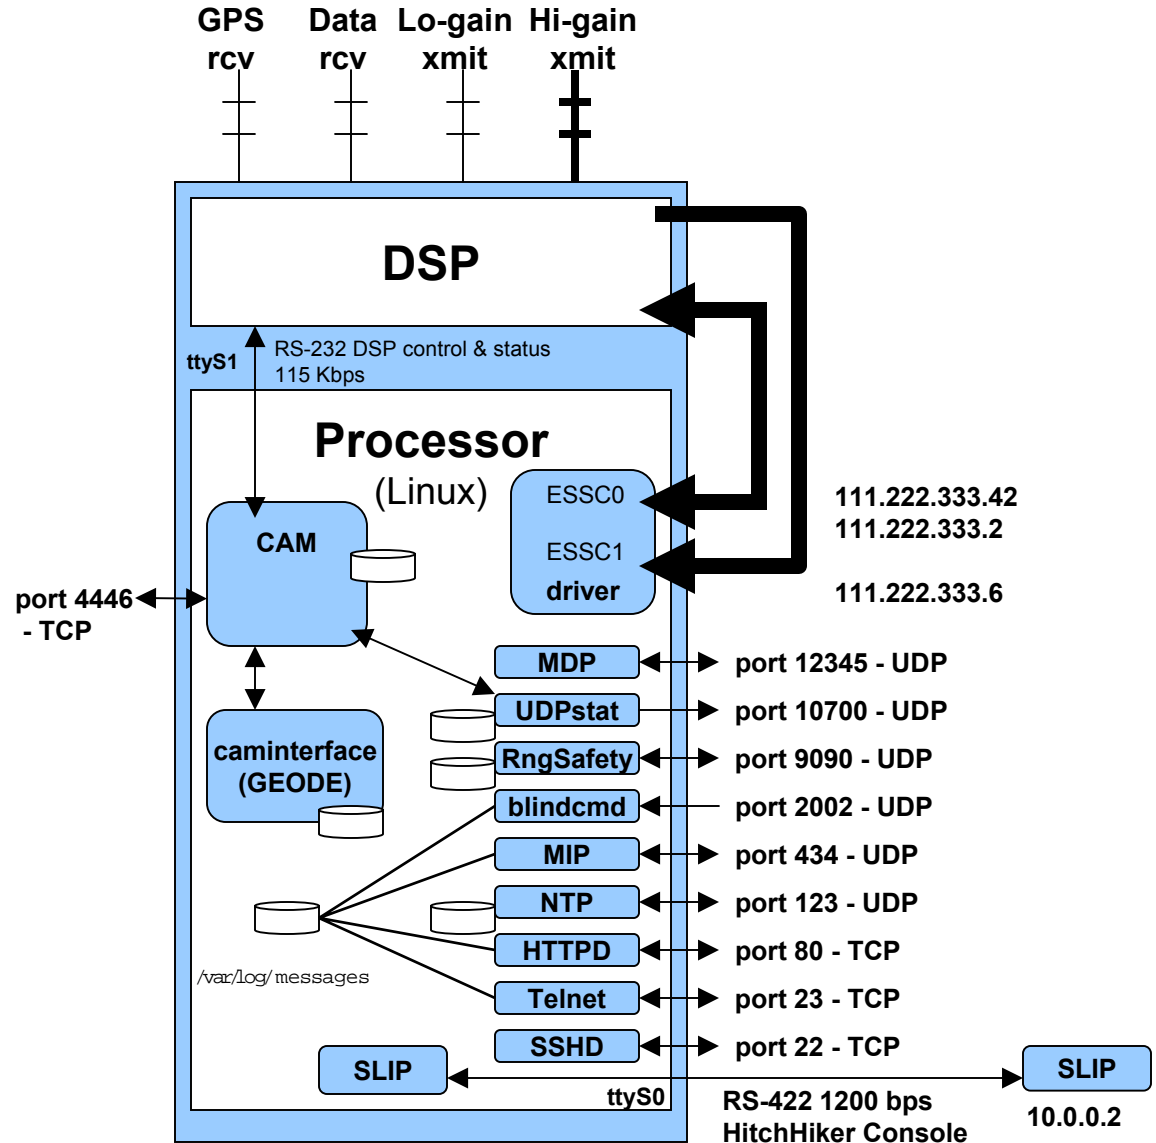 GPS rcv
Data rcv
Lo-gain xmit
Hi-gain xmit
DSP
ttyS1
RS-232 DSP control & status
115 Kbps
Processor
(Linux)
ESSC0
ESSC1
driver
111.222.333.42
111.222.333.2
111.222.333.6
CAM
port 4446
- TCP
caminterface
(GEODE)
MDP
port 12345 - UDP
UDPstat
port 10700 - UDP
RngSafety
port 9090 - UDP
blindcmd
port 2002 - UDP
MIP
port 434 - UDP
NTP
port 123 - UDP
HTTPD
port 80 - TCP
/var/log/messages
Telnet
port 23 - TCP
SSHD
port 22 - TCP
SLIP
ttyS0
RS-422 1200 bps
HitchHiker Console
SLIP
10.0.0.2